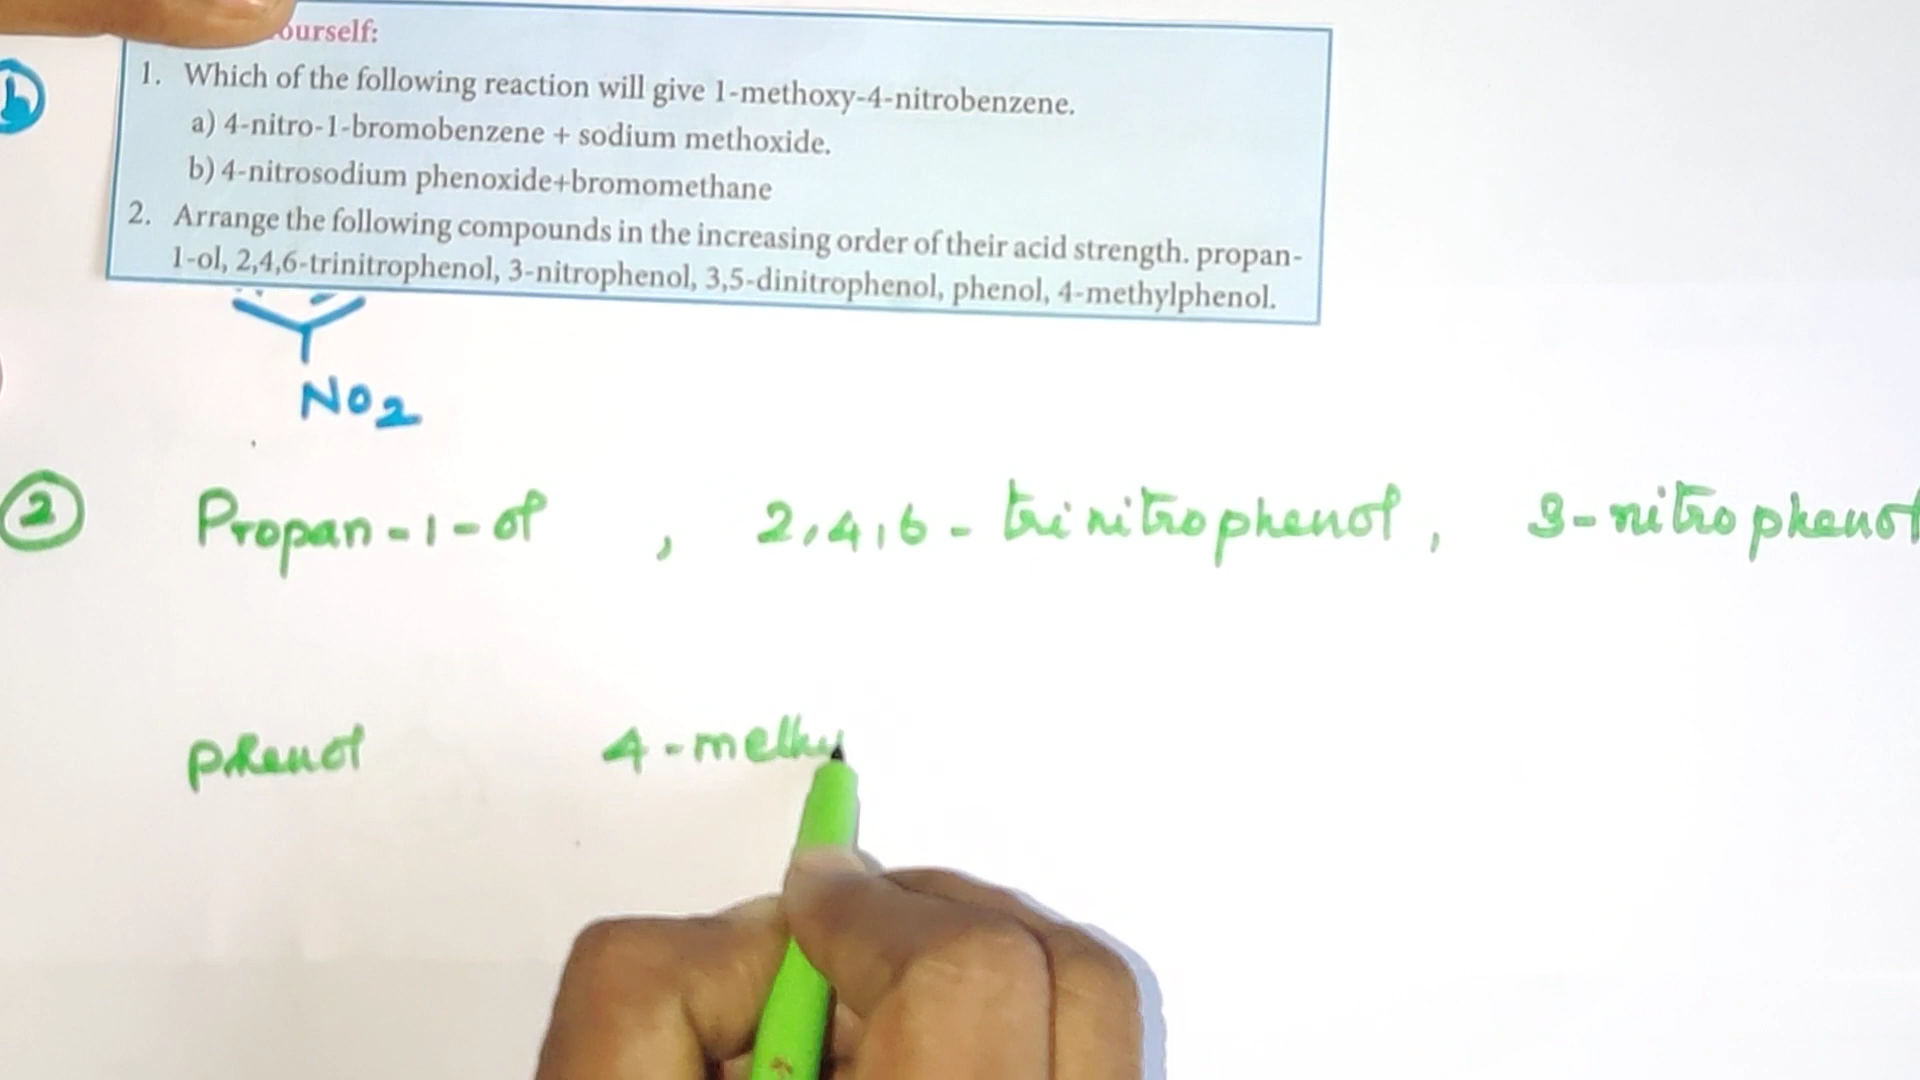 ourself:
b
1. Which of the following reaction will give 1-methoxy-4-nitrobenzene.
a) 4-nitro-1-bromobenzene + sodium methoxide.
b) 4-nitrosodium phenoxide+bromomethane
2. Arrange the following compounds in the increasing order of their acid strength. propan-
1-ol, 2,4,6-trinitrophenol, 3-nitrophenol, 3,5-dinitrophenol, phenol, 4-methylphenol.
NO2
2 Propan-1-ol , 2,4,6-trinitrophenol, 3-nitrophenol
phenol 4-methy